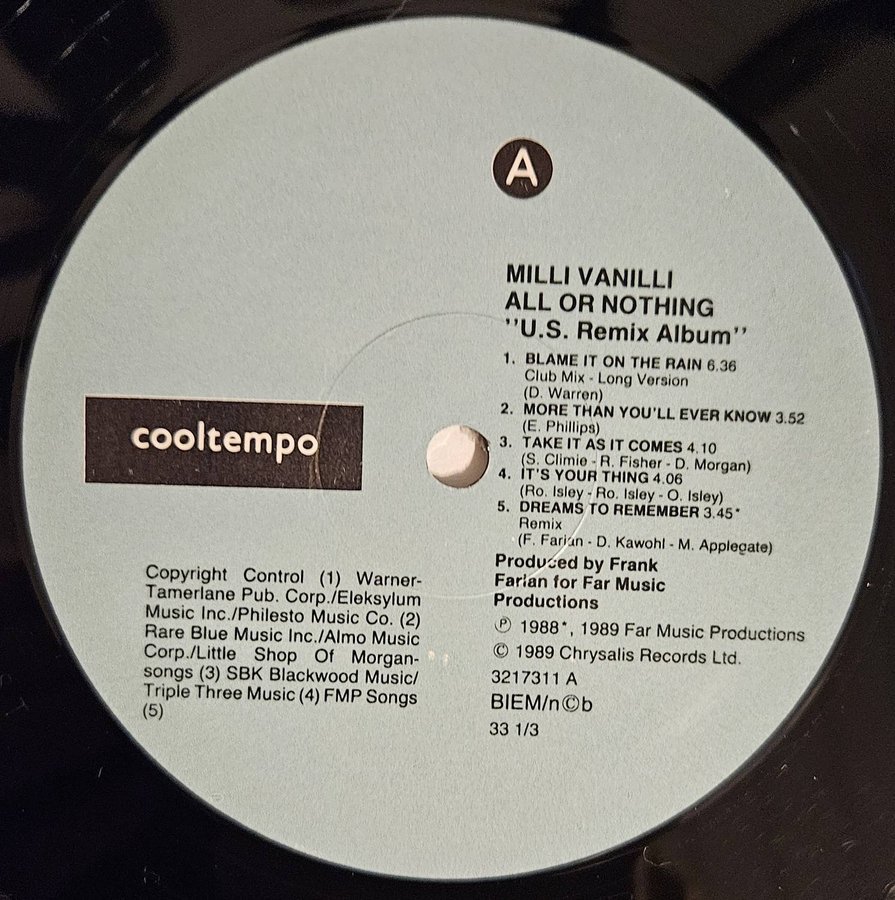 A
MILLI VANILLI
ALL OR NOTHING
"U.S. Remix Album"
1. BLAME IT ON THE RAIN 6.36
Club Mix - Long Version
(D. Warren)
2. MORE THAN YOU'LL EVER KNOW 3.52
(E. Phillips)
3. TAKE IT AS IT COMES 4.10
(S. Climie - R. Fisher - D. Morgan)
4. IT'S YOUR THING 4.06
(Ro. Isley - Ro. Isley - O. Isley)
5. DREAMS TO REMEMBER 3.45*
Remix
(F. Farian - D. Kawohl - M. Applegate)
Produced by Frank
Farian for Far Music
Productions
Ⓟ 1988*, 1989 Far Music Productions
© 1989 Chrysalis Records Ltd.
3217311 A
BIEM/n©b
33 1/3
cooltempo
Copyright Control (1) Warner-
Tamerlane Pub. Corp./Eleksylum
Music Inc./Philesto Music Co. (2)
Rare Blue Music Inc./Almo Music
Corp./Little Shop Of Morgan-
songs (3) SBK Blackwood Music/
Triple Three Music (4) FMP Songs
(5)